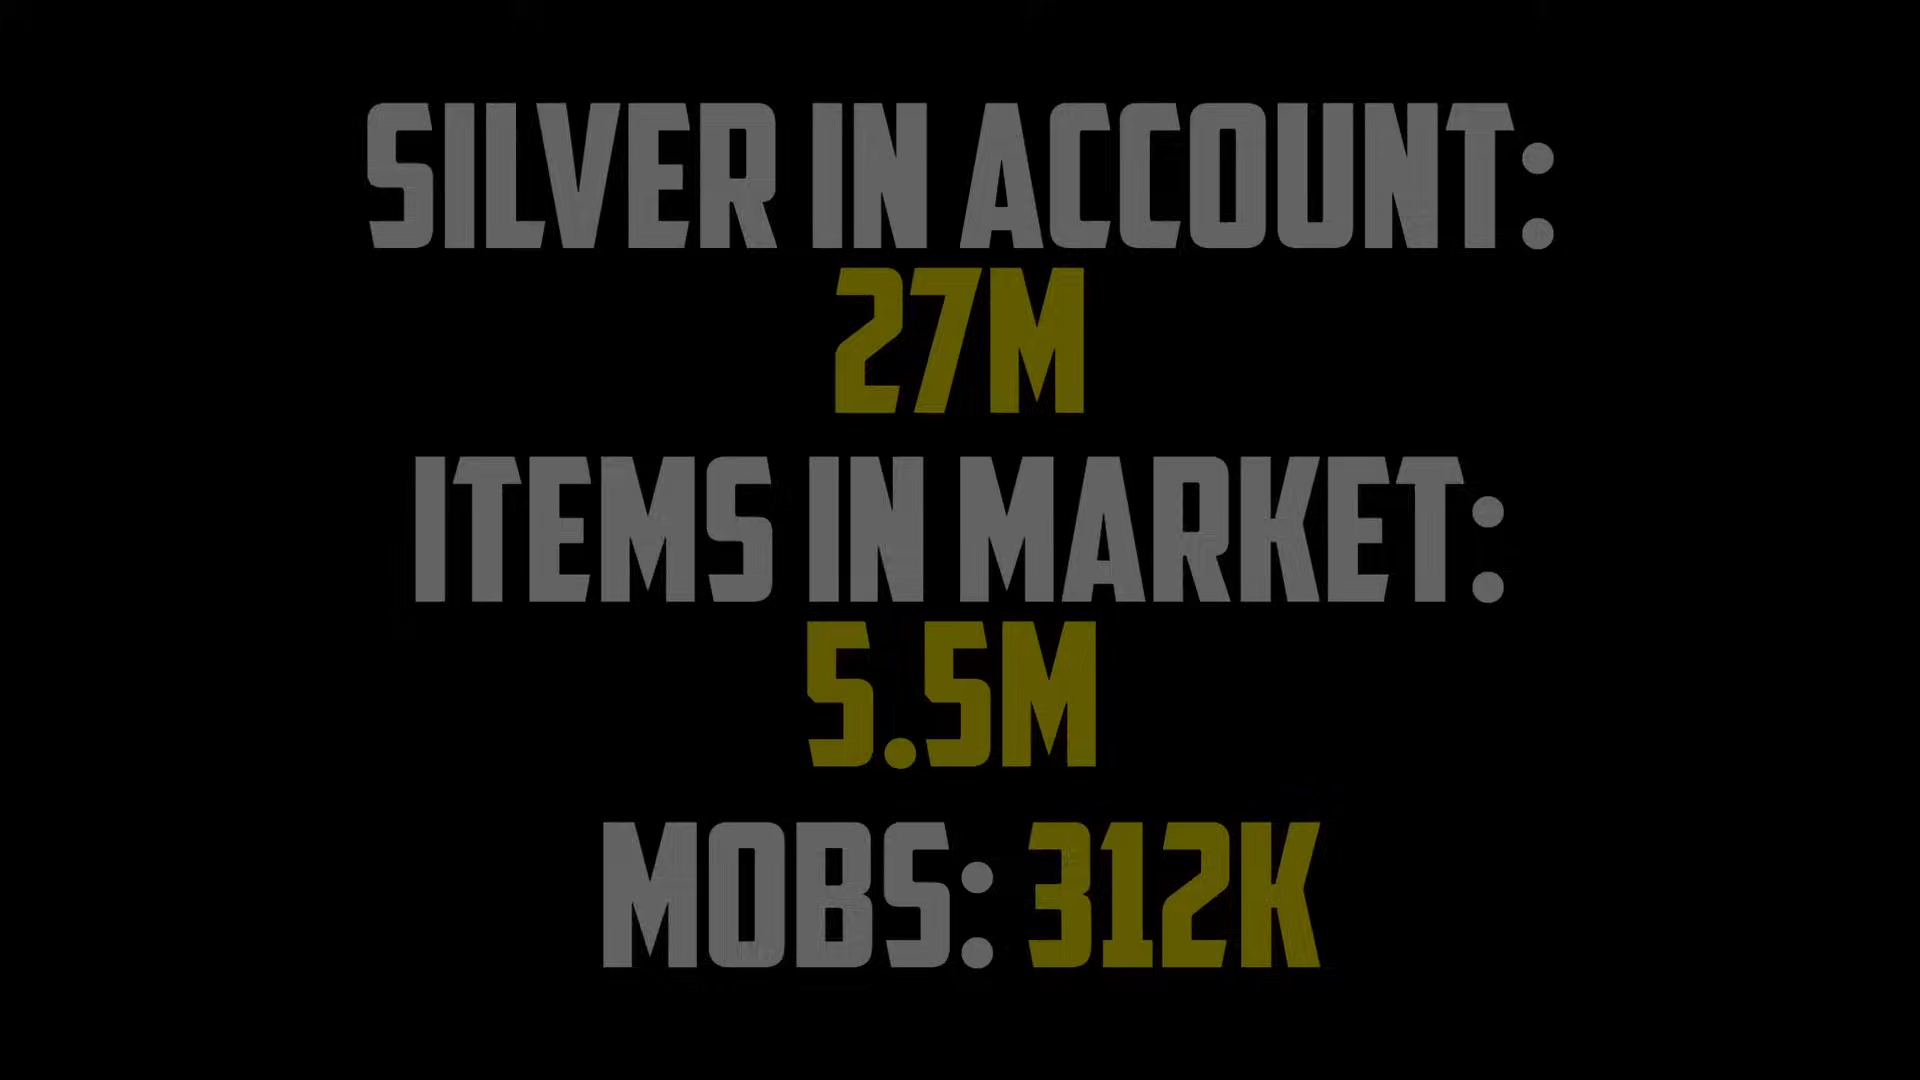 SILVER IN ACCOUNT:
27M
ITEMS IN MARKET:
5.5M
MOBS: 312K